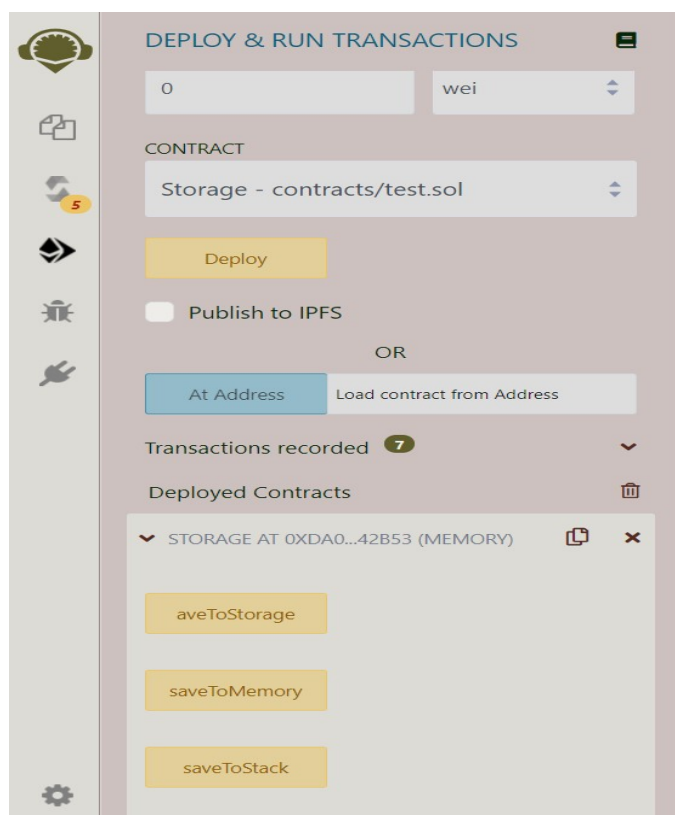 DEPLOY & RUN TRANSACTIONS
0 wei
CONTRACT
Storage - contracts/test.sol
5
Deploy
Publish to IPFS
OR
At Address Load contract from Address
Transactions recorded 7
Deployed Contracts
STORAGE AT 0XDA0...42B53 (MEMORY)
aveToStorage
saveToMemory
saveToStack